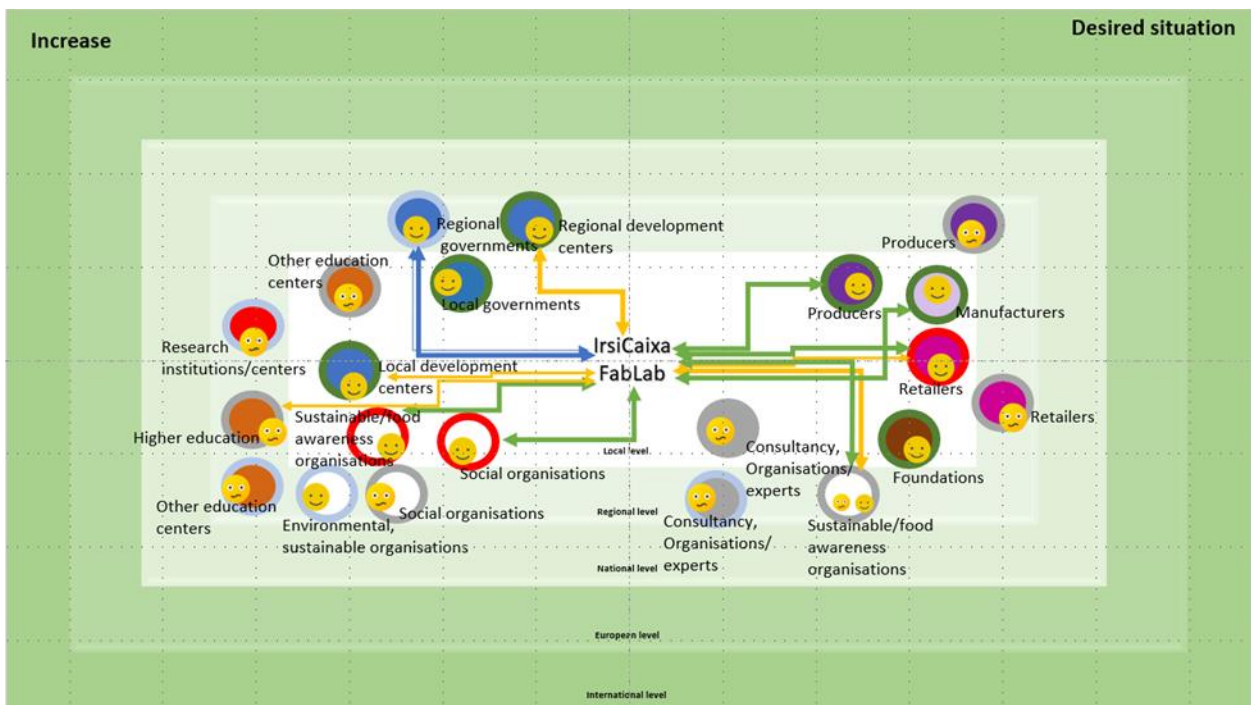 Increase
Desired situation
Regional
governments
Regional development
centers
Producers
Other education
centers
Local governments
Producers
Manufacturers
Research
institutions/centers
IrsiCaixa
FabLab
Local development
centers
Retailers
Retailers
Higher education
Sustainable/food
awareness
organisations
Social organisations
Local level
Consultancy,
Organisations/
experts
Foundations
Other education
centers
Environmental,
sustainable organisations
Social organisations
Regional level
Consultancy,
Organisations/
experts
Sustainable/food
awareness
organisations
National level
European level
International level